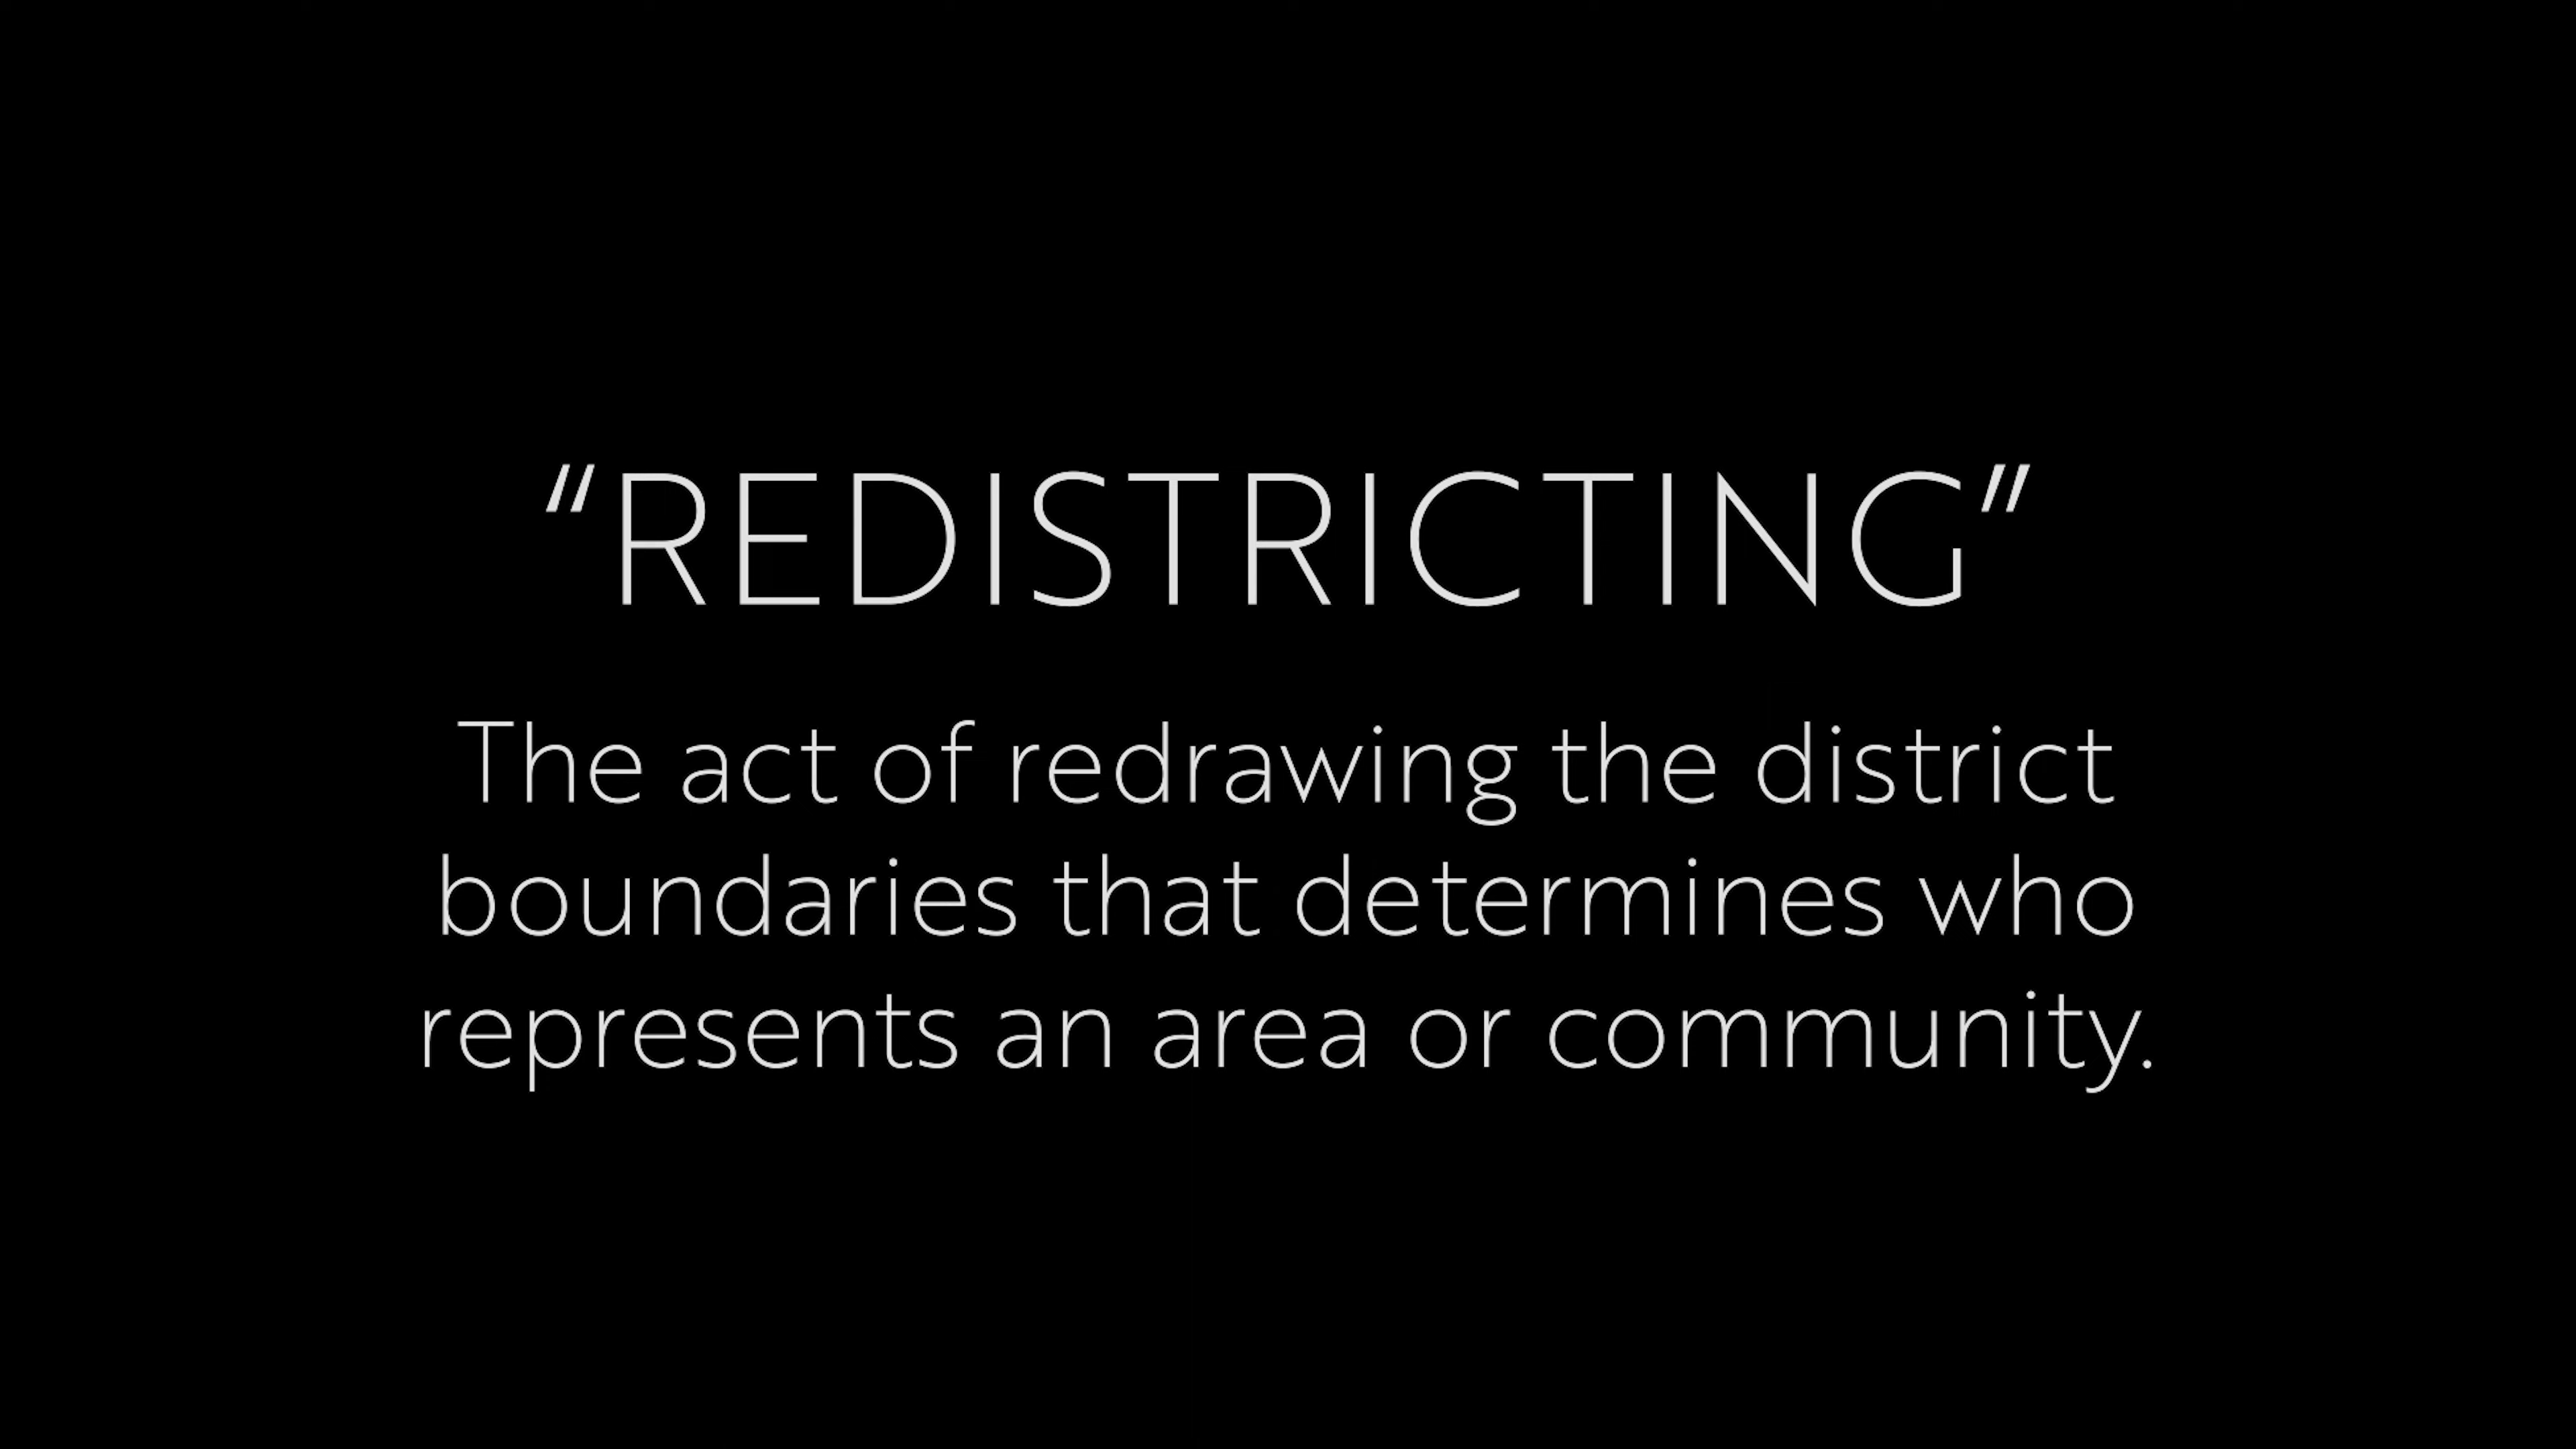 “REDISTRICTING”
The act of redrawing the district
boundaries that determines who
represents an area or community.